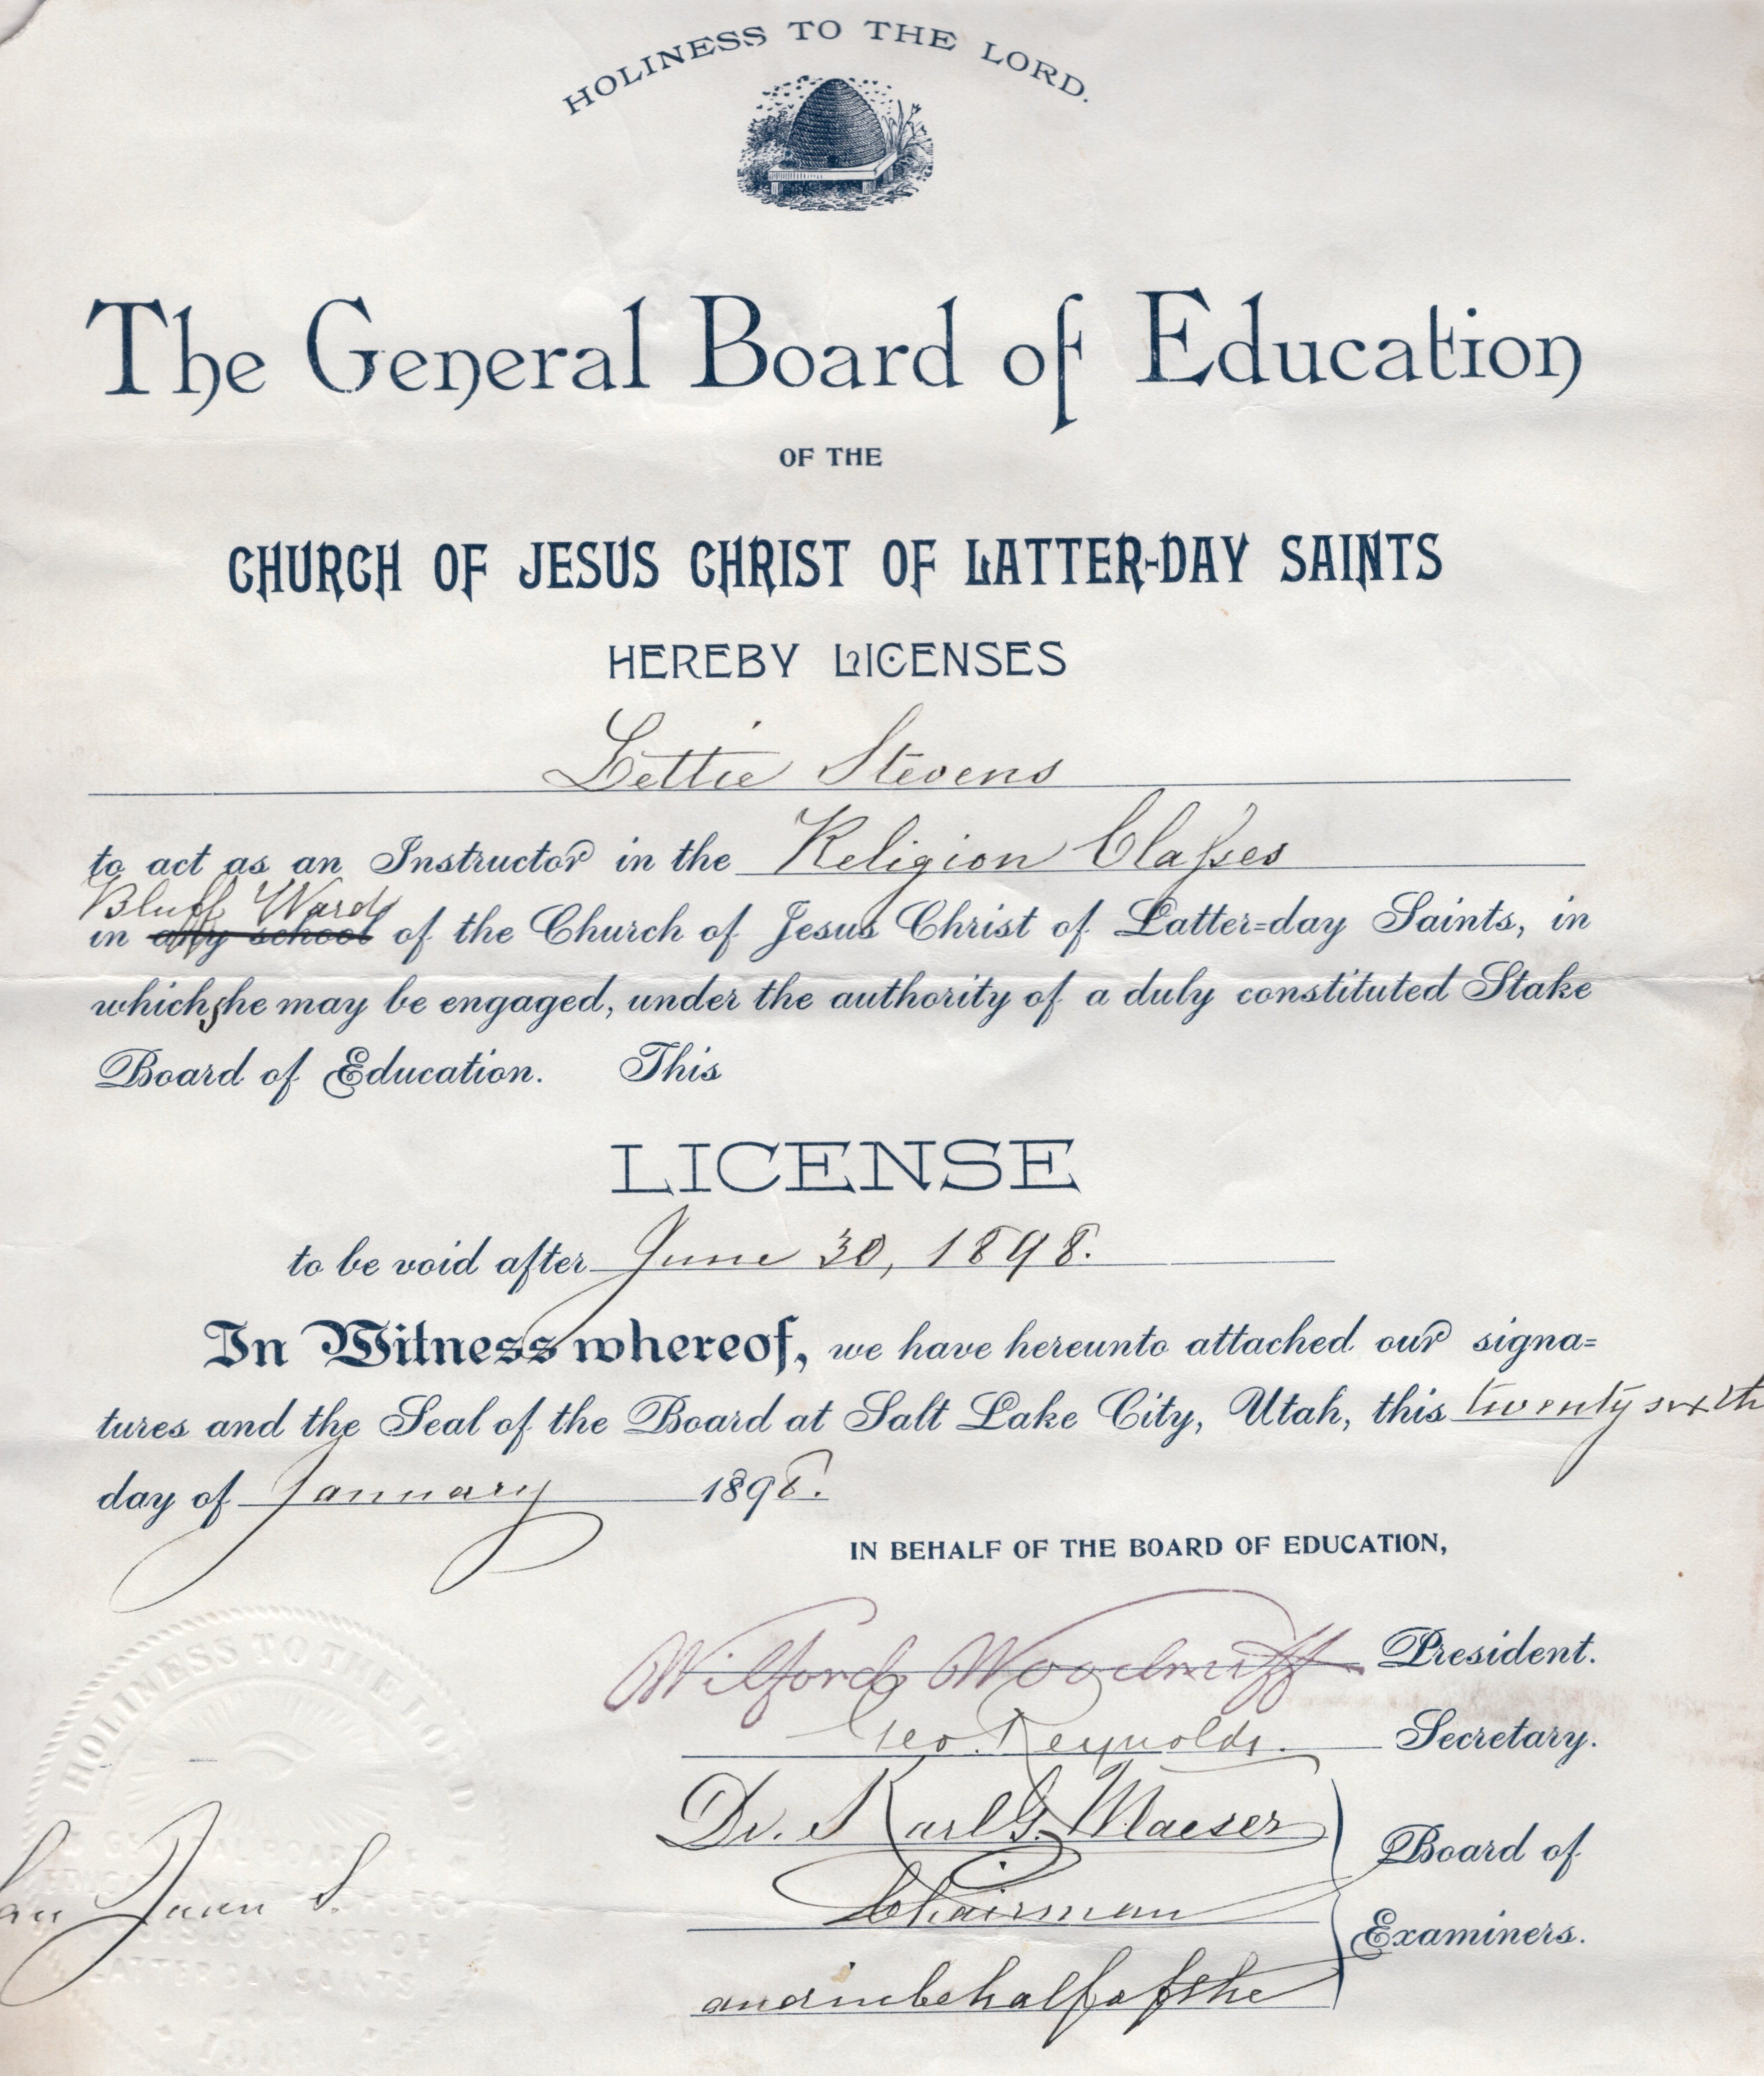 HOLINESS TO THE LORD.
The General Board of Education
OF THE
CHURCH OF JESUS CHRIST OF LATTER-DAY SAINTS
HEREBY LICENSES
Lettie Stevens
to act as an Instructor in the Religion Classes
Bluff Ward
in any school of the Church of Jesus Christ of Latter=day Saints, in
which she may be engaged, under the authority of a duly constituted Stake
Board of Education. This
LICENSE
to be void after June 30, 1898.
In Witness whereof, we have hereunto attached our signa=
tures and the Seal of the Board at Salt Lake City, Utah, this twenty sixth
day of January 1898.
IN BEHALF OF THE BOARD OF EDUCATION,
Wilford Woodruff President.
Geo. Reynolds. Secretary.
Dr. Karl G. Maeser
Chairman
and in behalf of the
Board of
Examiners.
HOLINESS TO THE LORD
Juan S.
LATTER DAY SAINTS